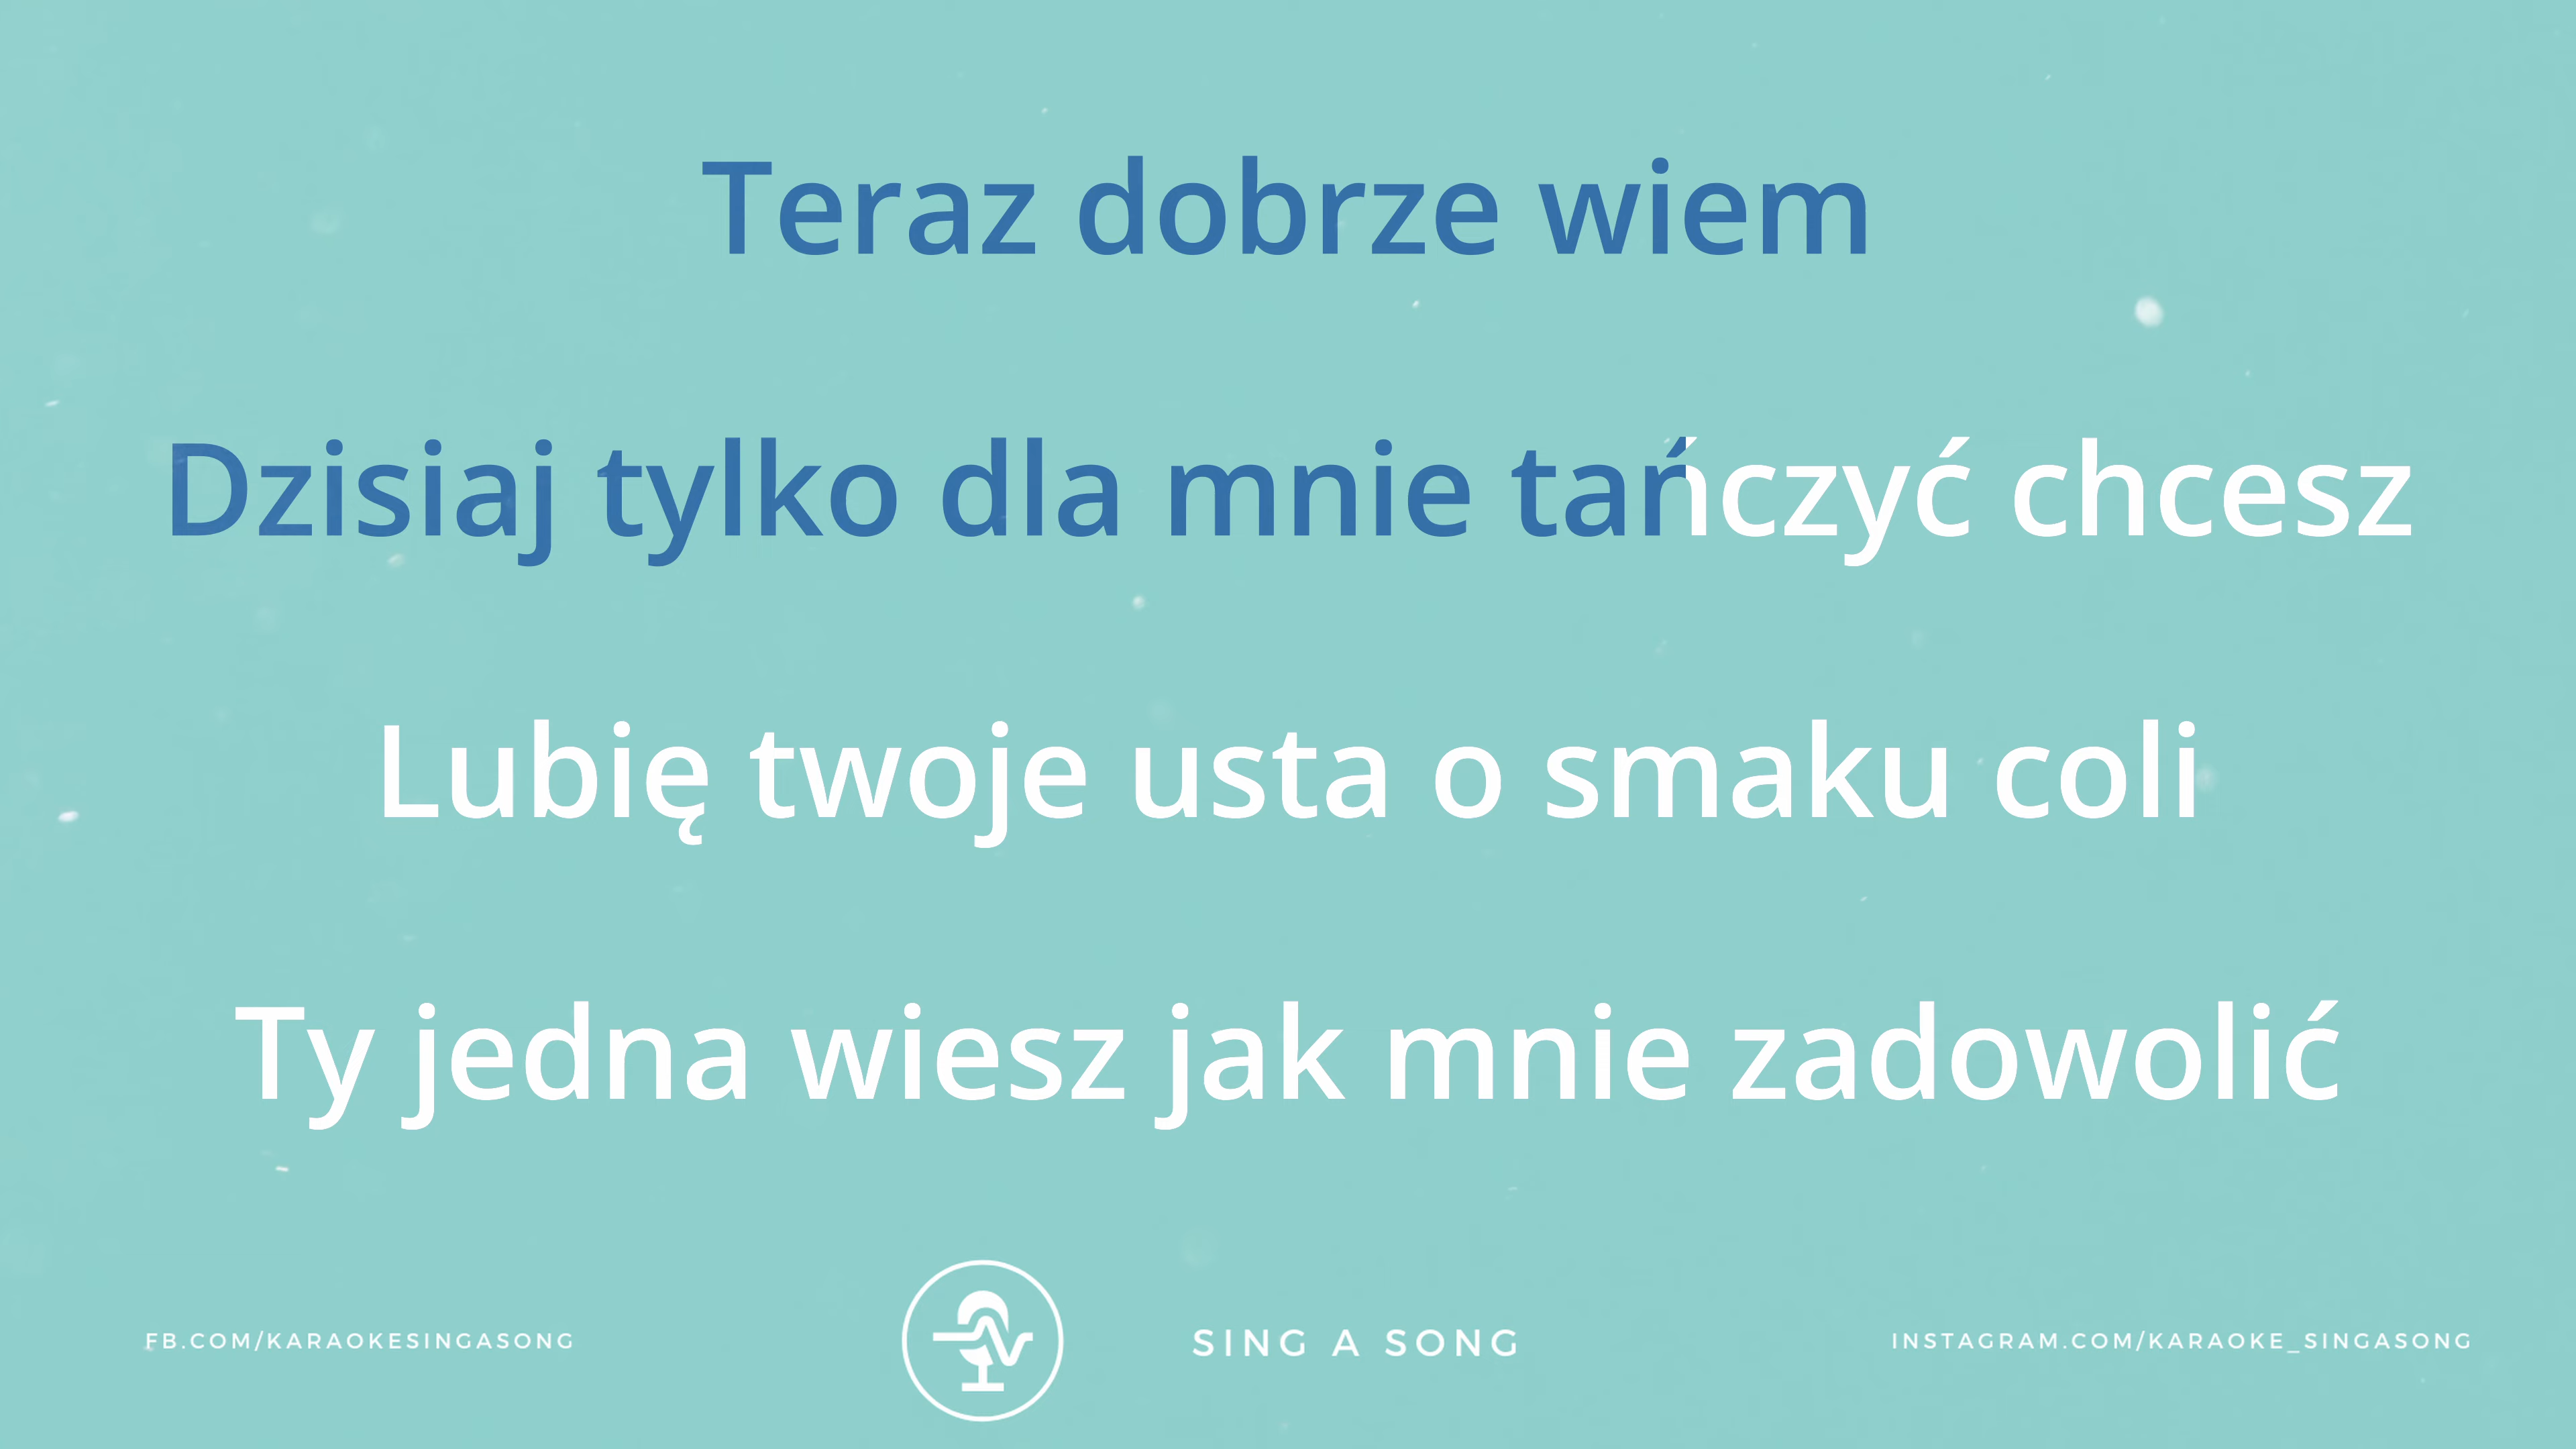 Teraz dobrze wiem
Dzisiaj tylko dla mnie tańczyć chcesz
Lubię twoje usta o smaku coli
Ty jedna wiesz jak mnie zadowolić
FB.COM/KARAOKESINGASONG
SING A SONG
INSTAGRAM.COM/KARAOKE_SINGASONG